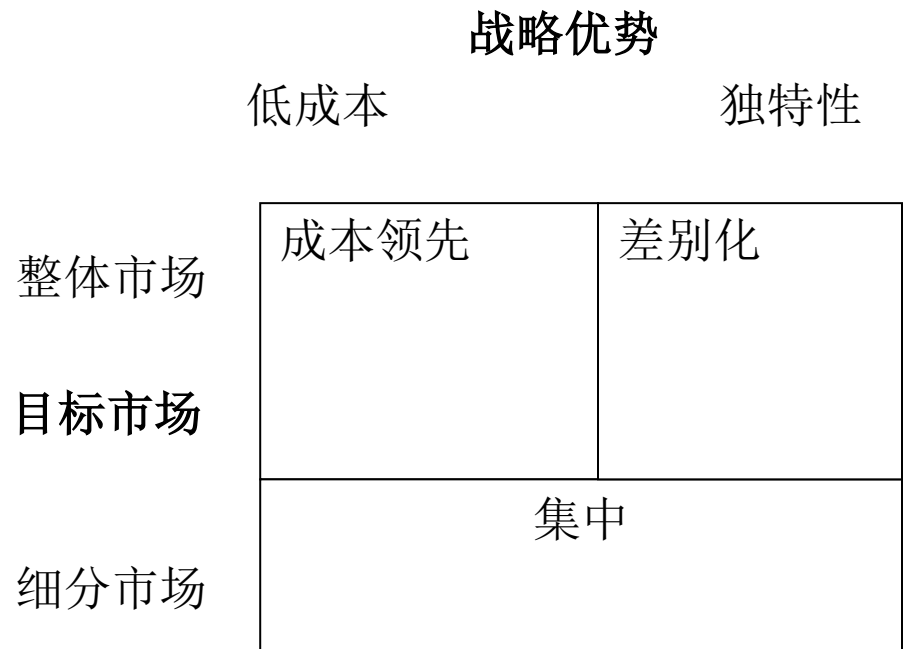 战略优势
低成本 独特性
成本领先 差别化
整体市场
目标市场
集中
细分市场